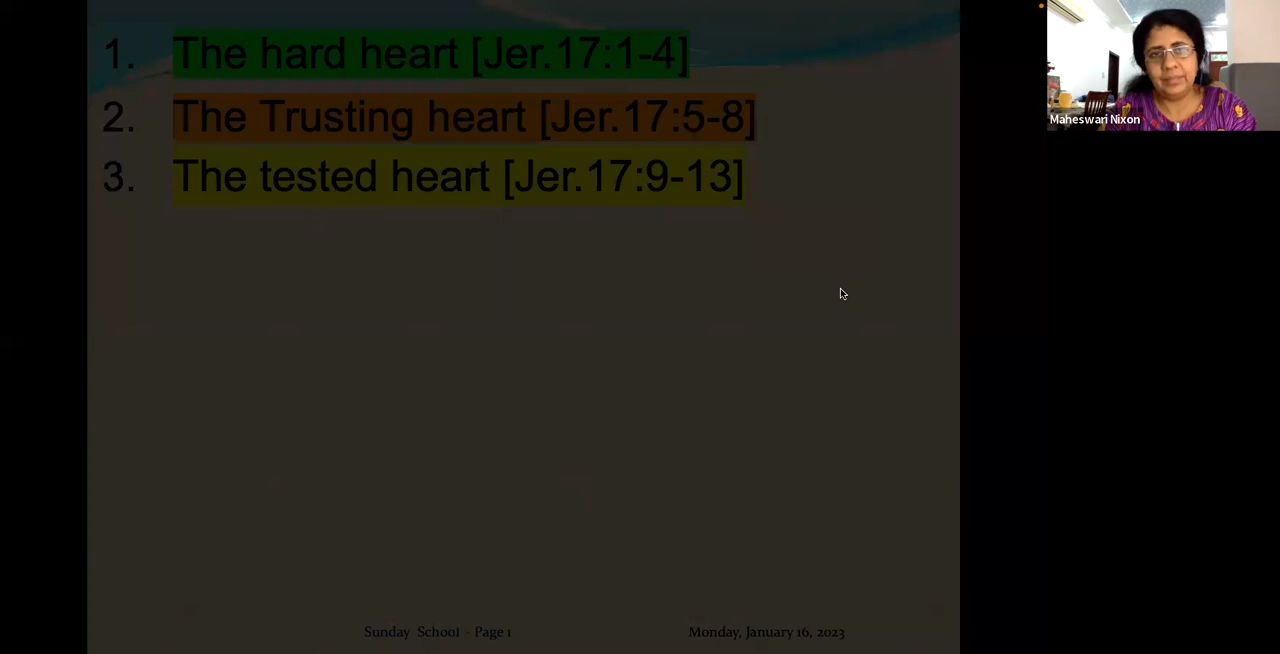 1. The hard heart [Jer.17:1-4]
2. The Trusting heart [Jer.17:5-8]
3. The tested heart [Jer.17:9-13]
Maheswari Nixon
Sunday School - Page 1 Monday, January 16, 2023